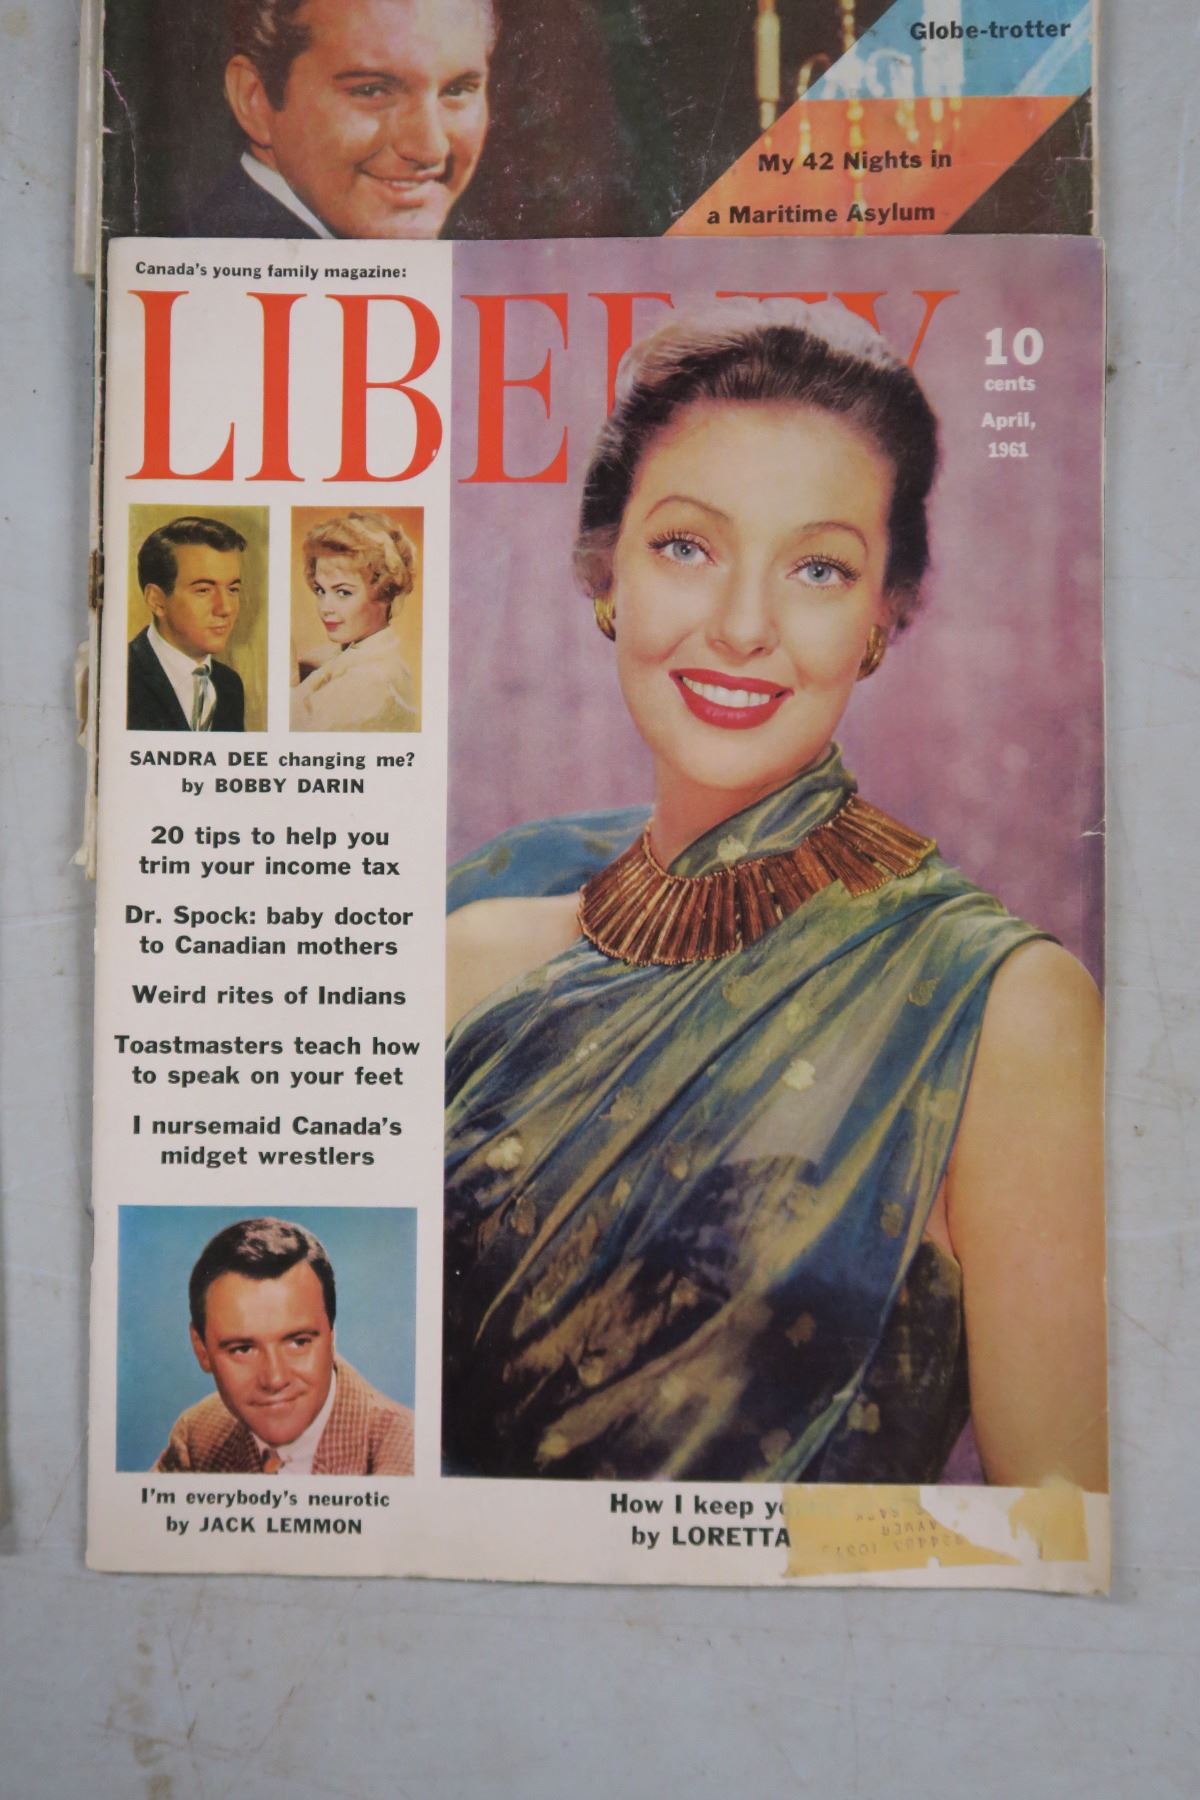 Globe-trotter
My 42 Nights in
a Maritime Asylum
Canada's young family magazine:
LIBERTY
10
cents
April,
1961
SANDRA DEE changing me?
by BOBBY DARIN
20 tips to help you
trim your income tax
Dr. Spock: baby doctor
to Canadian mothers
Weird rites of Indians
Toastmasters teach how
to speak on your feet
I nursemaid Canada's
midget wrestlers
I'm everybody's neurotic
by JACK LEMMON
How I keep
by LORETTA